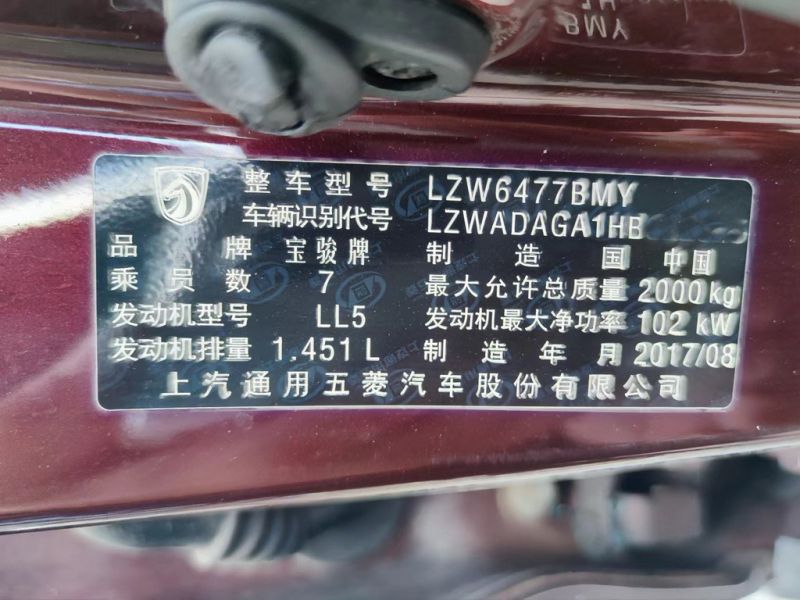 YMB
整车型号 LZW6477BMY
车辆识别代号 LZWADAGA1HB
品牌 宝骏牌 制造国 中国
乘员数 7 最大允许总质量 2000kg
发动机型号 LL5 发动机最大净功率 102 kW
发动机排量 1.451 L 制造年月 2017/08
上汽通用五菱汽车股份有限公司